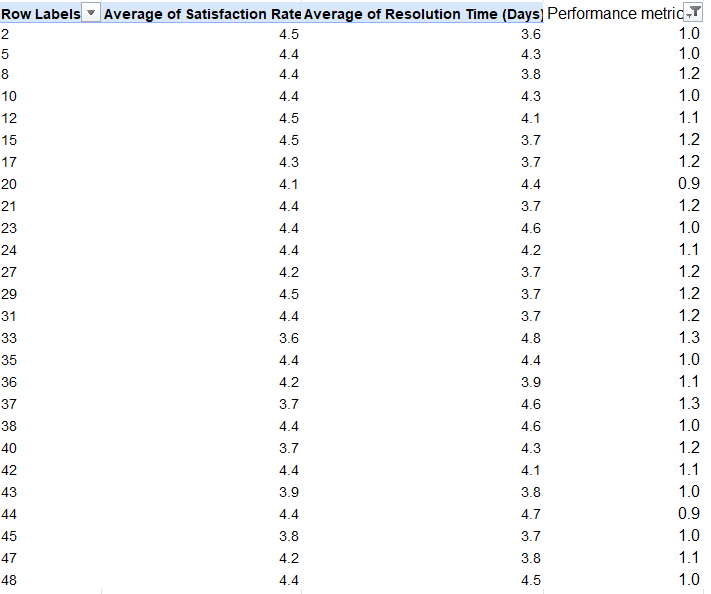 Row Labels Average of Satisfaction Rate Average of Resolution Time (Days) Performance metric
2 4.5 3.6 1.0
5 4.4 4.3 1.0
8 4.4 3.8 1.2
10 4.4 4.3 1.0
12 4.5 4.1 1.1
15 4.5 3.7 1.2
17 4.3 3.7 1.2
20 4.1 4.4 0.9
21 4.4 3.7 1.2
23 4.4 4.6 1.0
24 4.4 4.2 1.1
27 4.2 3.7 1.2
29 4.5 3.7 1.2
31 4.4 3.7 1.2
33 3.6 4.8 1.3
35 4.4 4.4 1.0
36 4.2 3.9 1.1
37 3.7 4.6 1.3
38 4.4 4.6 1.0
40 3.7 4.3 1.2
42 4.4 4.1 1.1
43 3.9 3.8 1.0
44 4.4 4.7 0.9
45 3.8 3.7 1.0
47 4.2 3.8 1.1
48 4.4 4.5 1.0